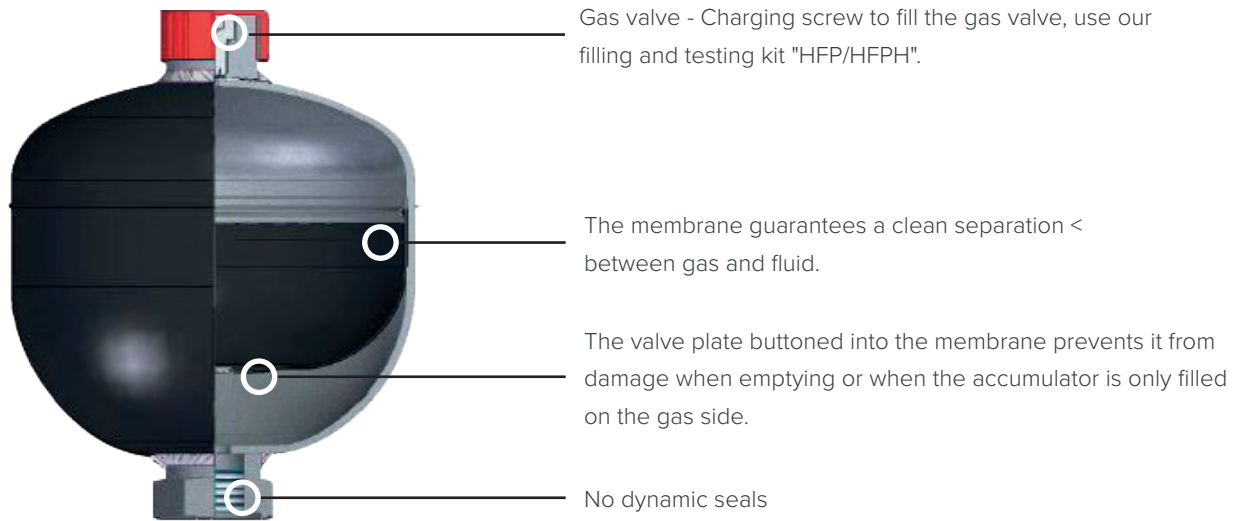 Gas valve - Charging screw to fill the gas valve, use our
filling and testing kit "HFP/HFPH".
The membrane guarantees a clean separation <
between gas and fluid.
The valve plate buttoned into the membrane prevents it from
damage when emptying or when the accumulator is only filled
on the gas side.
No dynamic seals